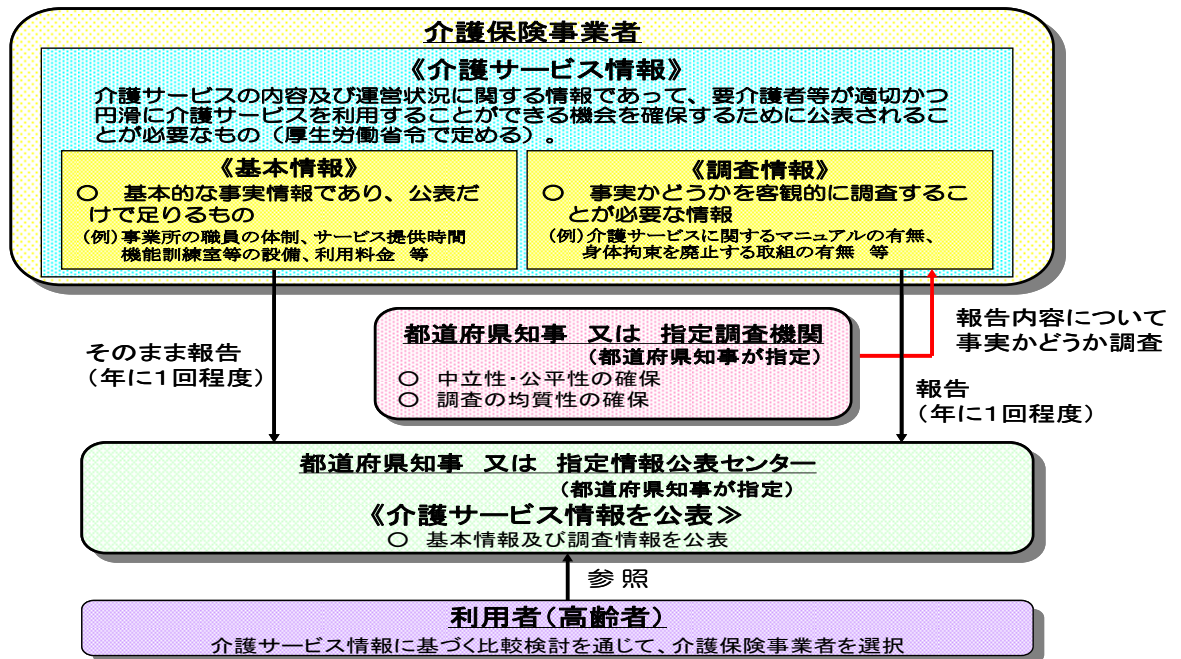 介護保険事業者
《介護サービス情報》
介護サービスの内容及び運営状況に関する情報であって、要介護者等が適切かつ
円滑に介護サービスを利用することができる機会を確保するために公表されるこ
とが必要なもの（厚生労働省令で定める）。
《基本情報》
○　基本的な事実情報であり、公表だ
けで足りるもの
（例）事業所の職員の体制、サービス提供時間
機能訓練室等の設備、利用料金 等
《調査情報》
○　事実かどうかを客観的に調査するこ
とが必要な情報
（例）介護サービスに関するマニュアルの有無、
身体拘束を廃止する取組の有無 等
そのまま報告
（年に１回程度）
都道府県知事 又は 指定調査機関
（都道府県知事が指定）
○　中立性・公平性の確保
○　調査の均質性の確保
報告内容について
事実かどうか調査
報告
（年に１回程度）
都道府県知事 又は 指定情報公表センター
（都道府県知事が指定）
《介護サービス情報を公表≫
○　基本情報及び調査情報を公表
参照
利用者（高齢者）
介護サービス情報に基づく比較検討を通じて、介護保険事業者を選択